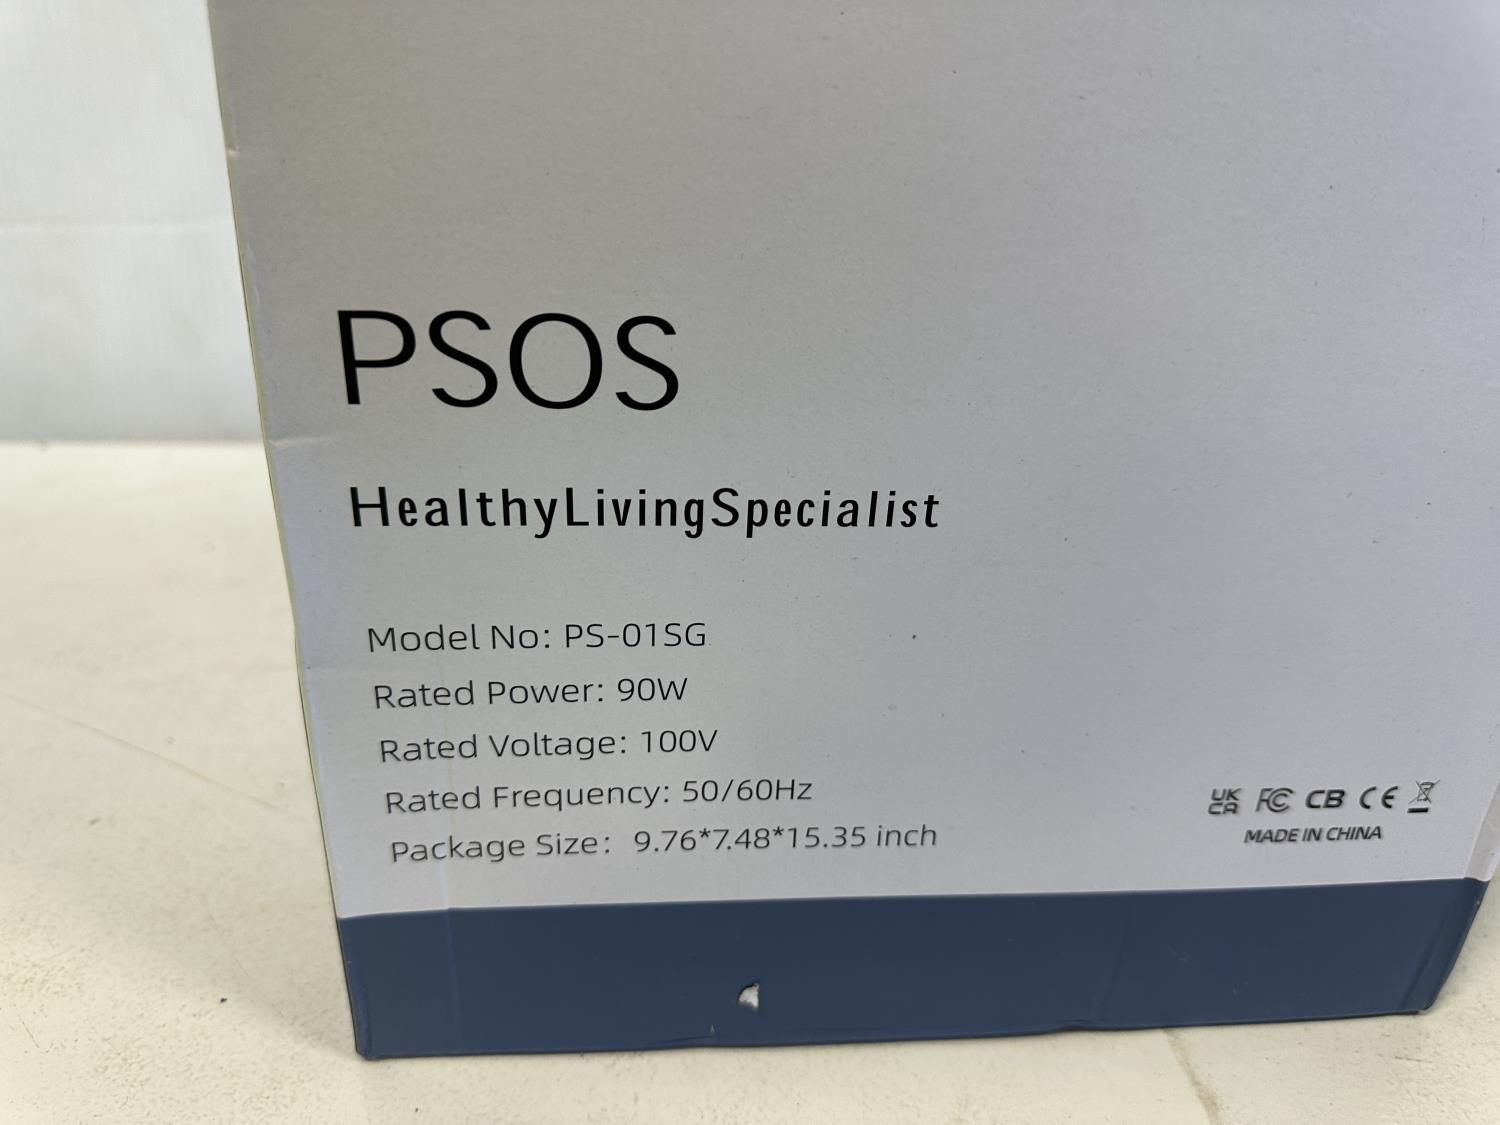 PSOS
HealthyLivingSpecialist
Model No: PS-01SG
Rated Power: 90W
Rated Voltage: 100V
Rated Frequency: 50/60Hz
Package Size: 9.76*7.48*15.35 inch
UK CA FC CB CE
MADE IN CHINA